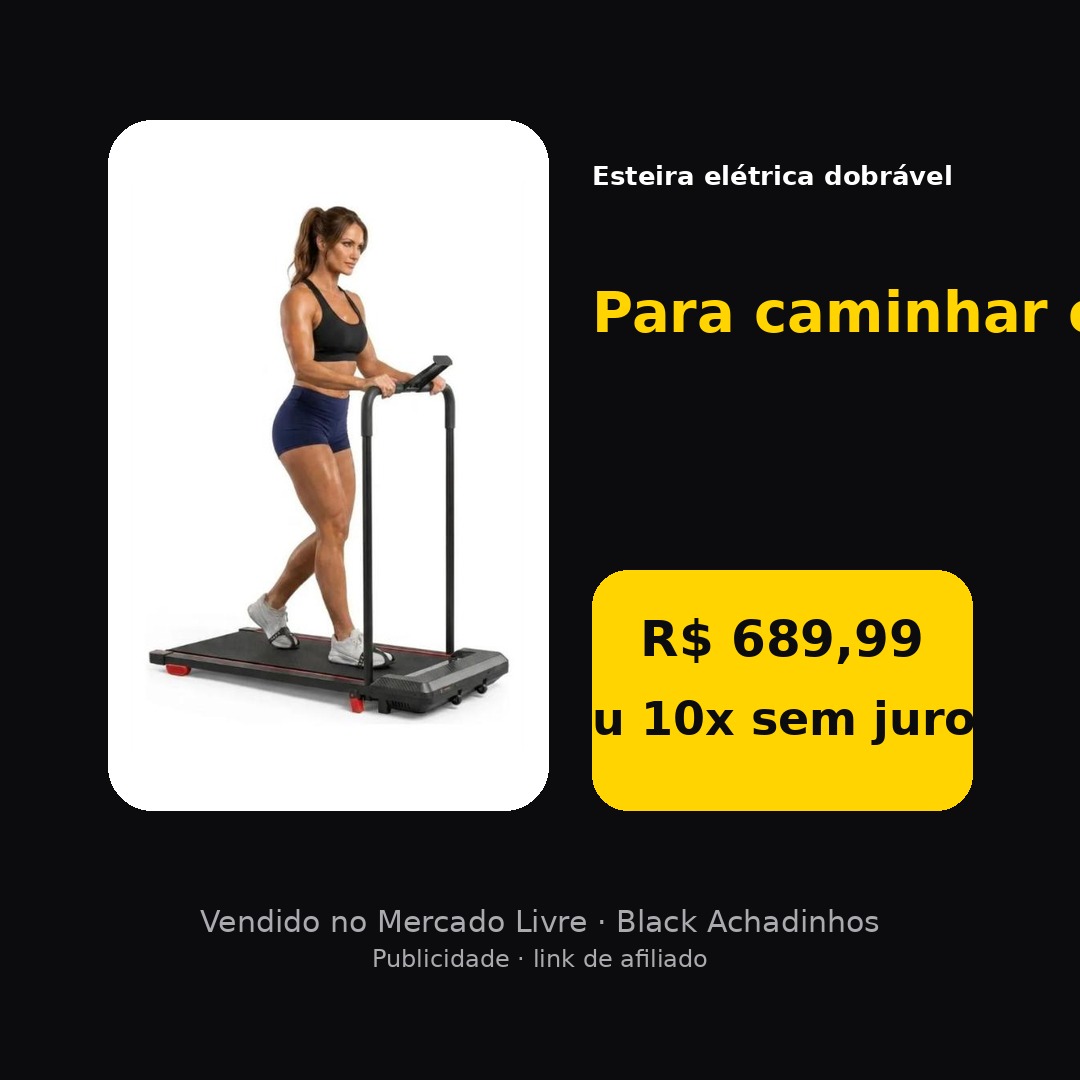 Esteira elétrica dobrável
Para caminhar
R$ 689,99
u 10x sem juro
Vendido no Mercado Livre · Black Achadinhos
Publicidade · link de afiliado